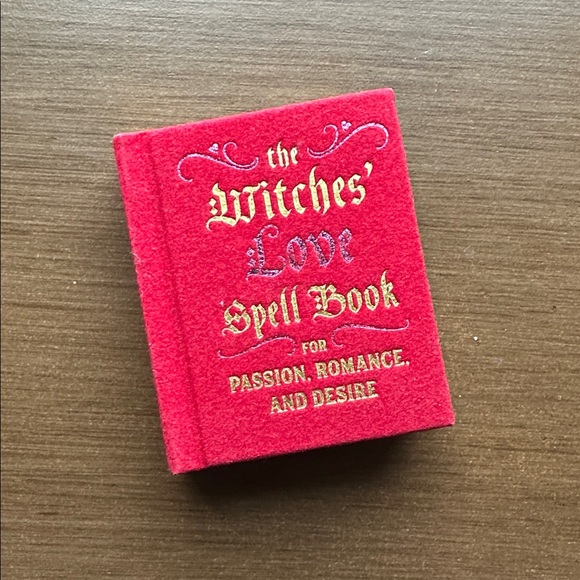 the
Witches'
Love
Spell Book
FOR
PASSION, ROMANCE,
AND DESIRE